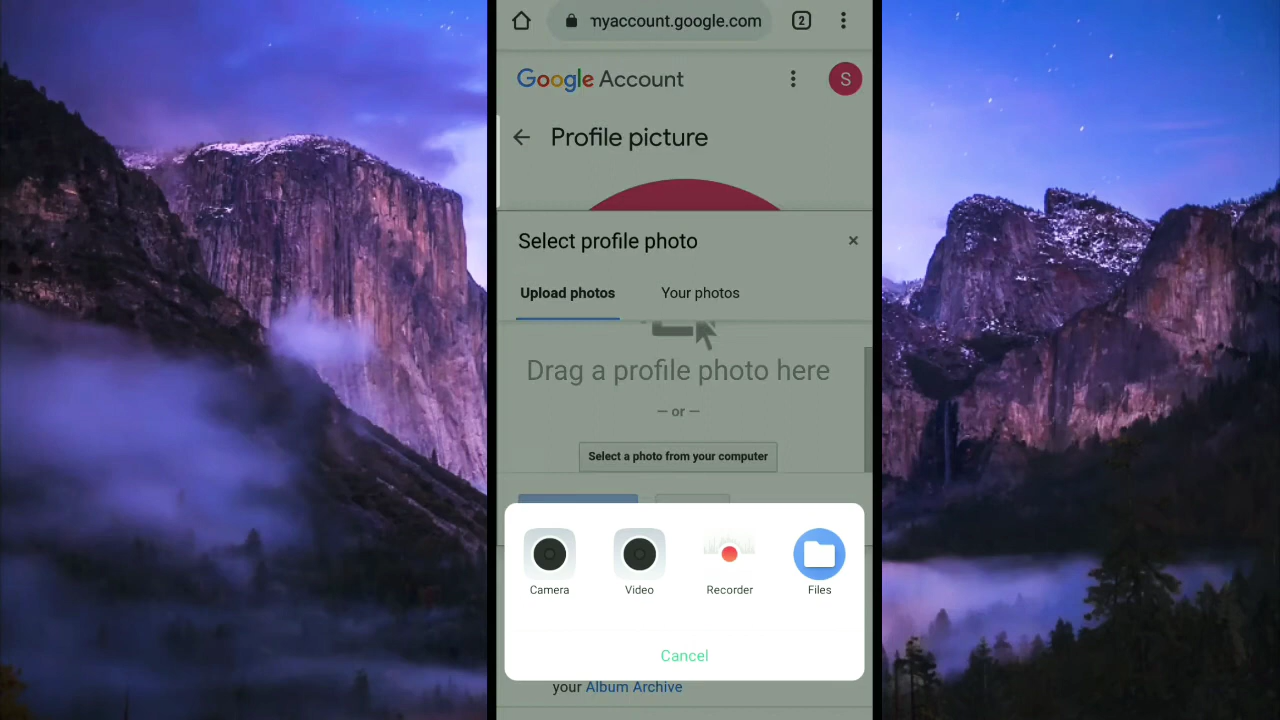 myaccount.google.com
2
Google Account
S
Profile picture
Select profile photo
Upload photos
Your photos
Drag a profile photo here
— or —
Select a photo from your computer
Camera
Video
Recorder
Files
Cancel
your Album Archive